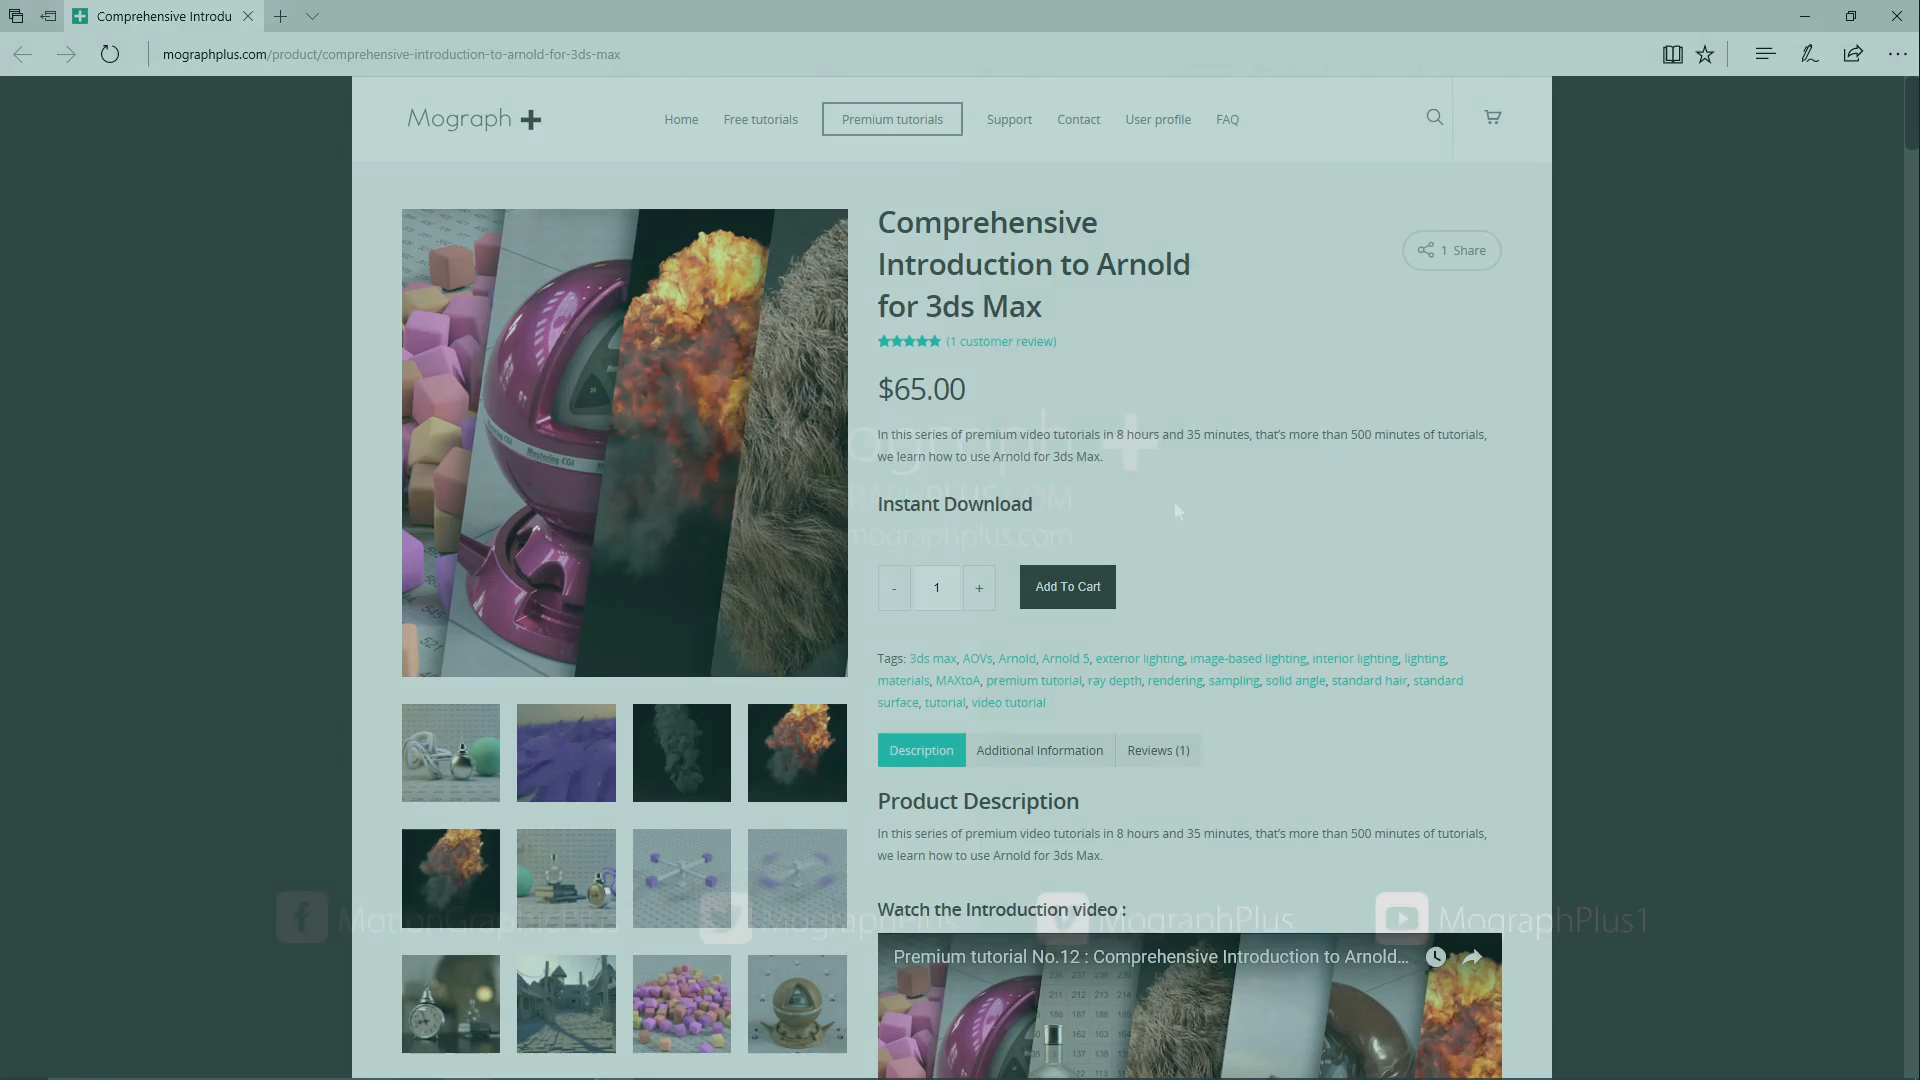 Comprehensive Introdu
mographplus.com/product/comprehensive-introduction-to-arnold-for-3ds-max
Mograph
Home
Free tutorials
Premium tutorials
Support
Contact
User profile
FAQ
Comprehensive
Introduction to Arnold
for 3ds Max
1 Share
(1 customer review)
$65.00
In this series of premium video tutorials in 8 hours and 35 minutes, that's more than 500 minutes of tutorials,
we learn how to use Arnold for 3ds Max.
Instant Download
mographplus.com
- 1 +
Add To Cart
Tags: 3ds max, AOVs, Arnold, Arnold 5, exterior lighting, image-based lighting, interior lighting, lighting,
materials, MAXtoA, premium tutorial, ray depth, rendering, sampling, solid angle, standard hair, standard
surface, tutorial, video tutorial
Description
Additional Information
Reviews (1)
Product Description
In this series of premium video tutorials in 8 hours and 35 minutes, that's more than 500 minutes of tutorials,
we learn how to use Arnold for 3ds Max.
Watch the Introduction video :
MotionGraphicPlus
MographPlus
MographPlus
MographPlus1
Premium tutorial No.12 : Comprehensive Introduction to Arnold...
Mastering CGI